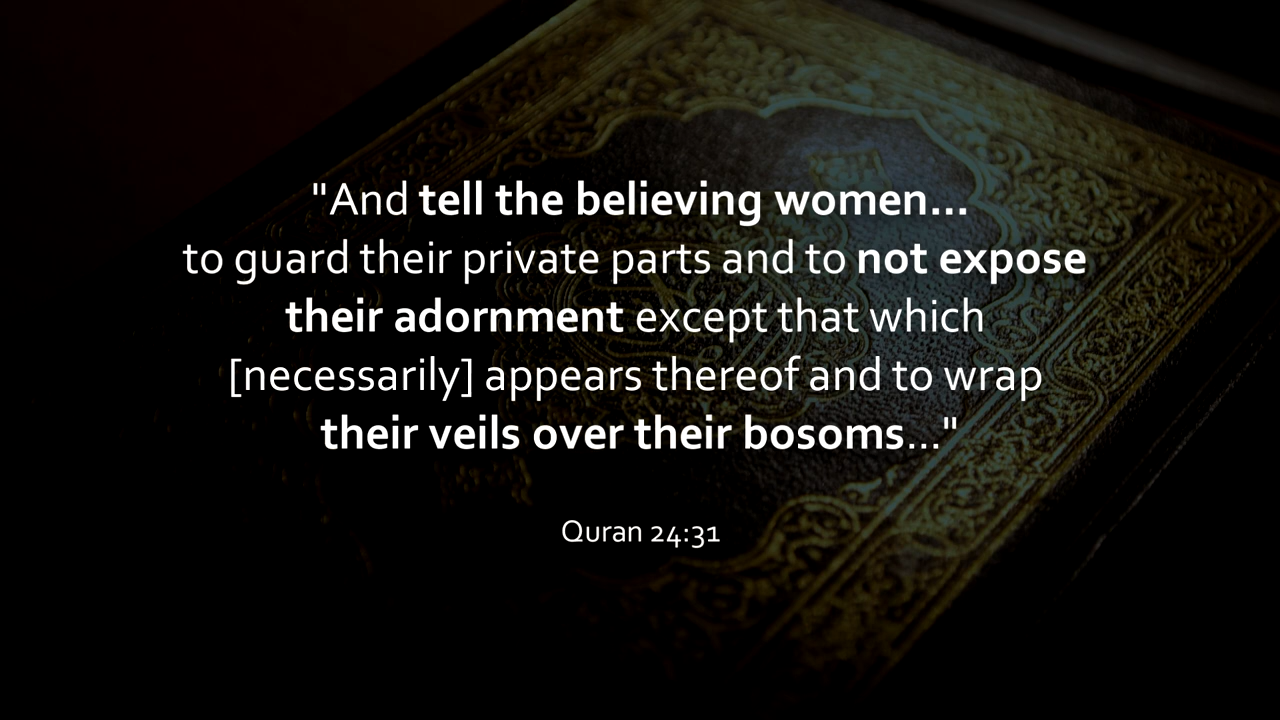 "And tell the believing women...
to guard their private parts and to not expose
their adornment except that which
[necessarily] appears thereof and to wrap
their veils over their bosoms..."
Quran 24:31